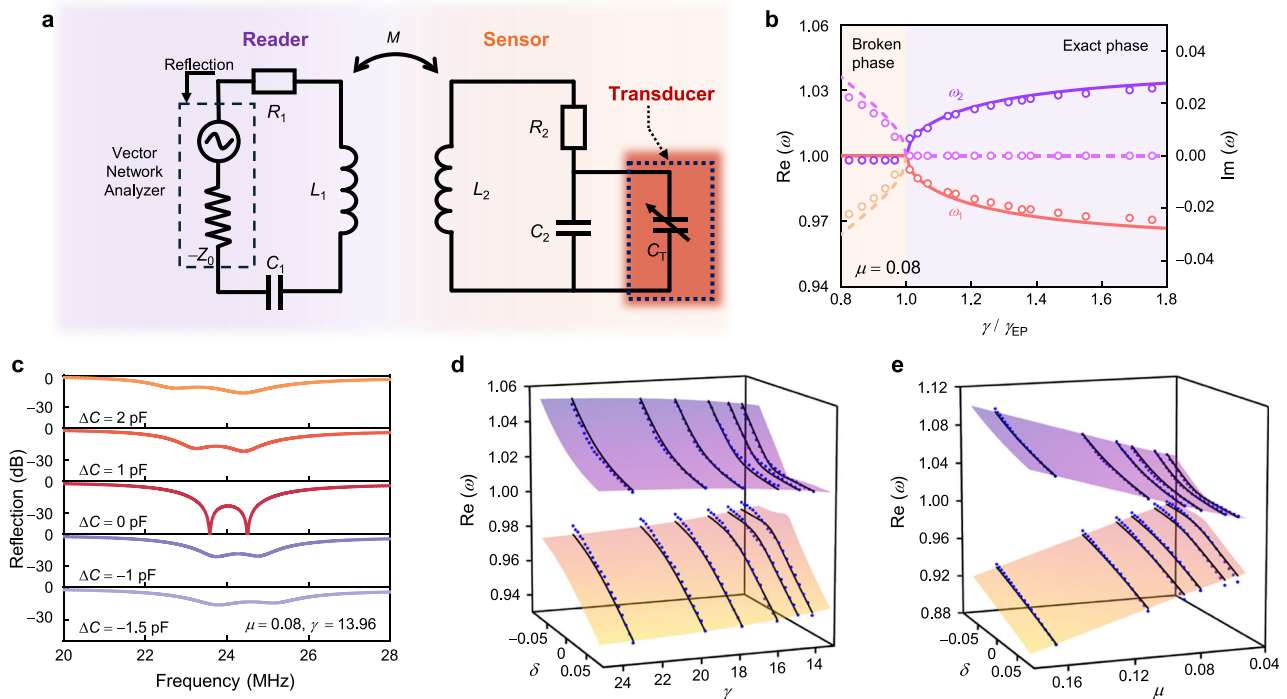 a
Reader
M
Sensor
Reflection
R1
Transducer
R2
Vector
Network
Analyzer
L1
L2
C2
CT
−Z0
C1
b
1.06
1.03
1.00
0.97
0.94
Re (ω)
Broken
phase
Exact phase
ω2
ω1
μ = 0.08
0.04
0.02
0.00
−0.02
−0.04
Im (ω)
0.8 1.0 1.2 1.4 1.6 1.8
γ / γEP
c
Reflection (dB)
0
−30
ΔC = 2 pF
0
−30
ΔC = 1 pF
0
−30
ΔC = 0 pF
0
−30
ΔC = −1 pF
0
−30
ΔC = −1.5 pF
μ = 0.08, γ = 13.96
20 22 24 26 28
Frequency (MHz)
d
1.06
1.04
1.02
1.00
0.98
0.96
0.94
Re (ω)
−0.05
0
0.05
δ
24 22 20 18 16 14
γ
e
1.12
1.08
1.04
1.00
0.96
0.92
0.88
Re (ω)
−0.05
0
0.05
δ
0.16 0.12 0.08 0.04
μ